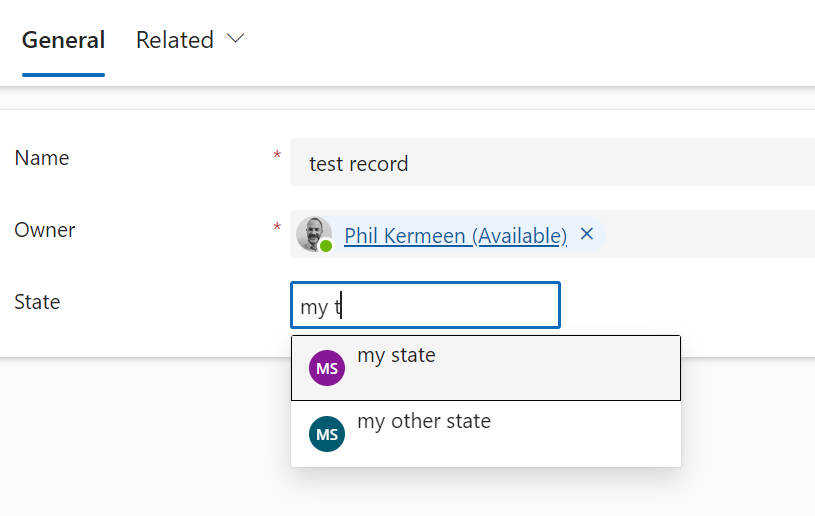 General Related
Name * test record
Owner * Phil Kermeen (Available)
State my t
MS my state
MS my other state